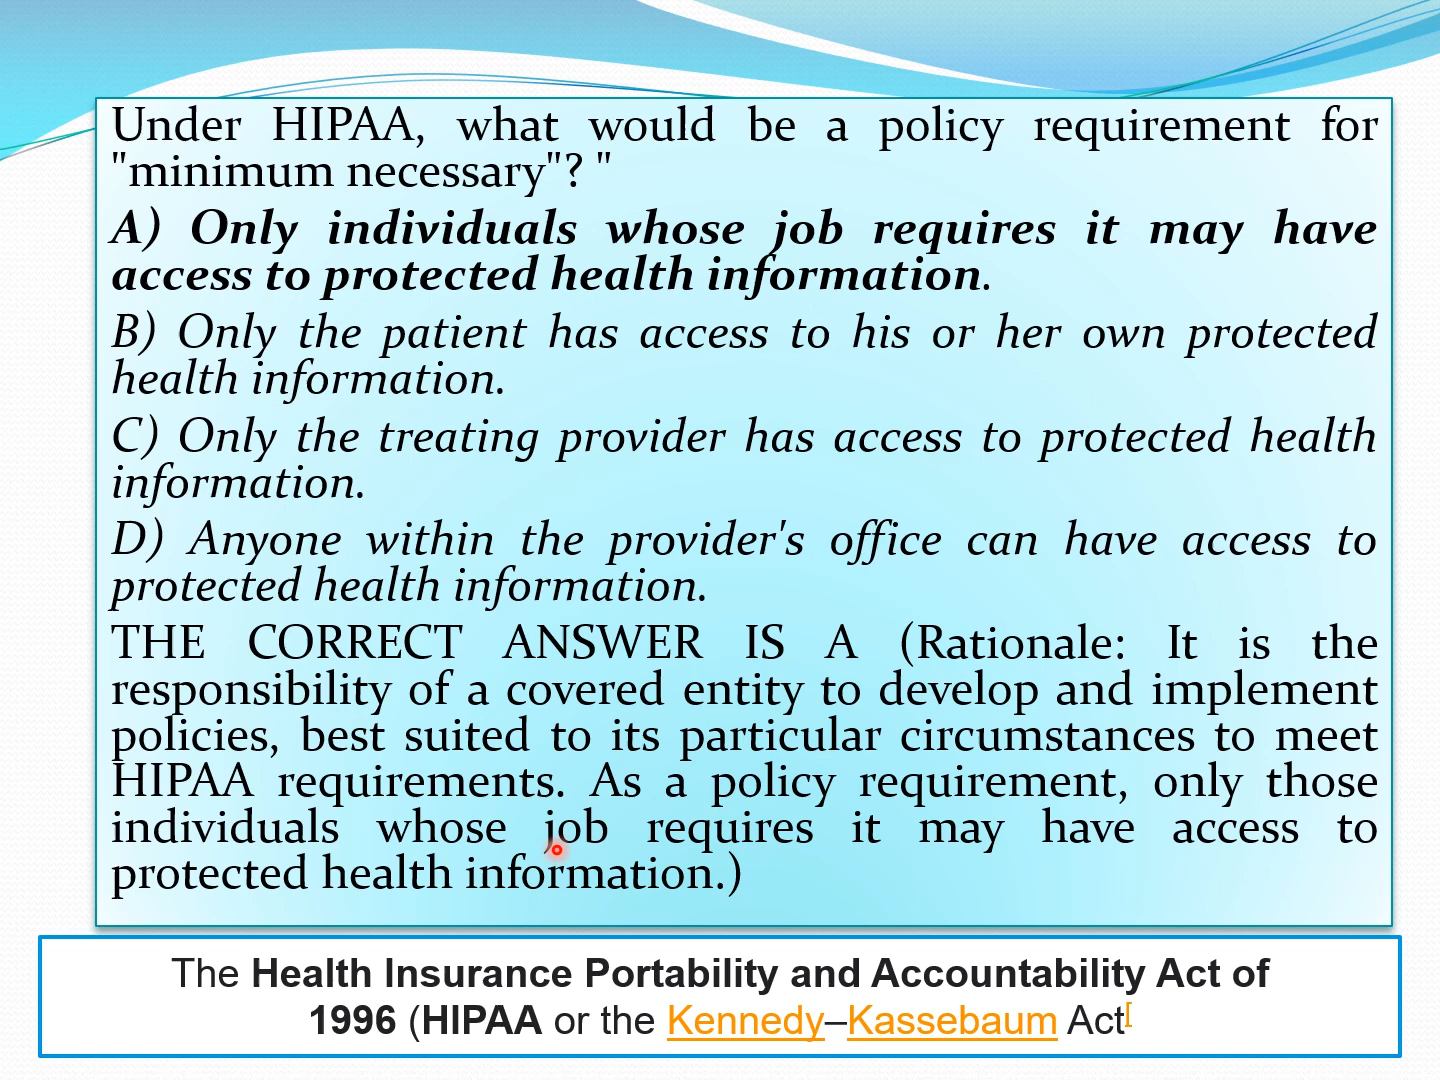 Under HIPAA, what would be a policy requirement for
"minimum necessary"? "
A) Only individuals whose job requires it may have
access to protected health information.
B) Only the patient has access to his or her own protected
health information.
C) Only the treating provider has access to protected health
information.
D) Anyone within the provider's office can have access to
protected health information.
THE CORRECT ANSWER IS A (Rationale: It is the
responsibility of a covered entity to develop and implement
policies, best suited to its particular circumstances to meet
HIPAA requirements. As a policy requirement, only those
individuals whose job requires it may have access to
protected health information.)
The Health Insurance Portability and Accountability Act of
1996 (HIPAA or the Kennedy–Kassebaum Act[